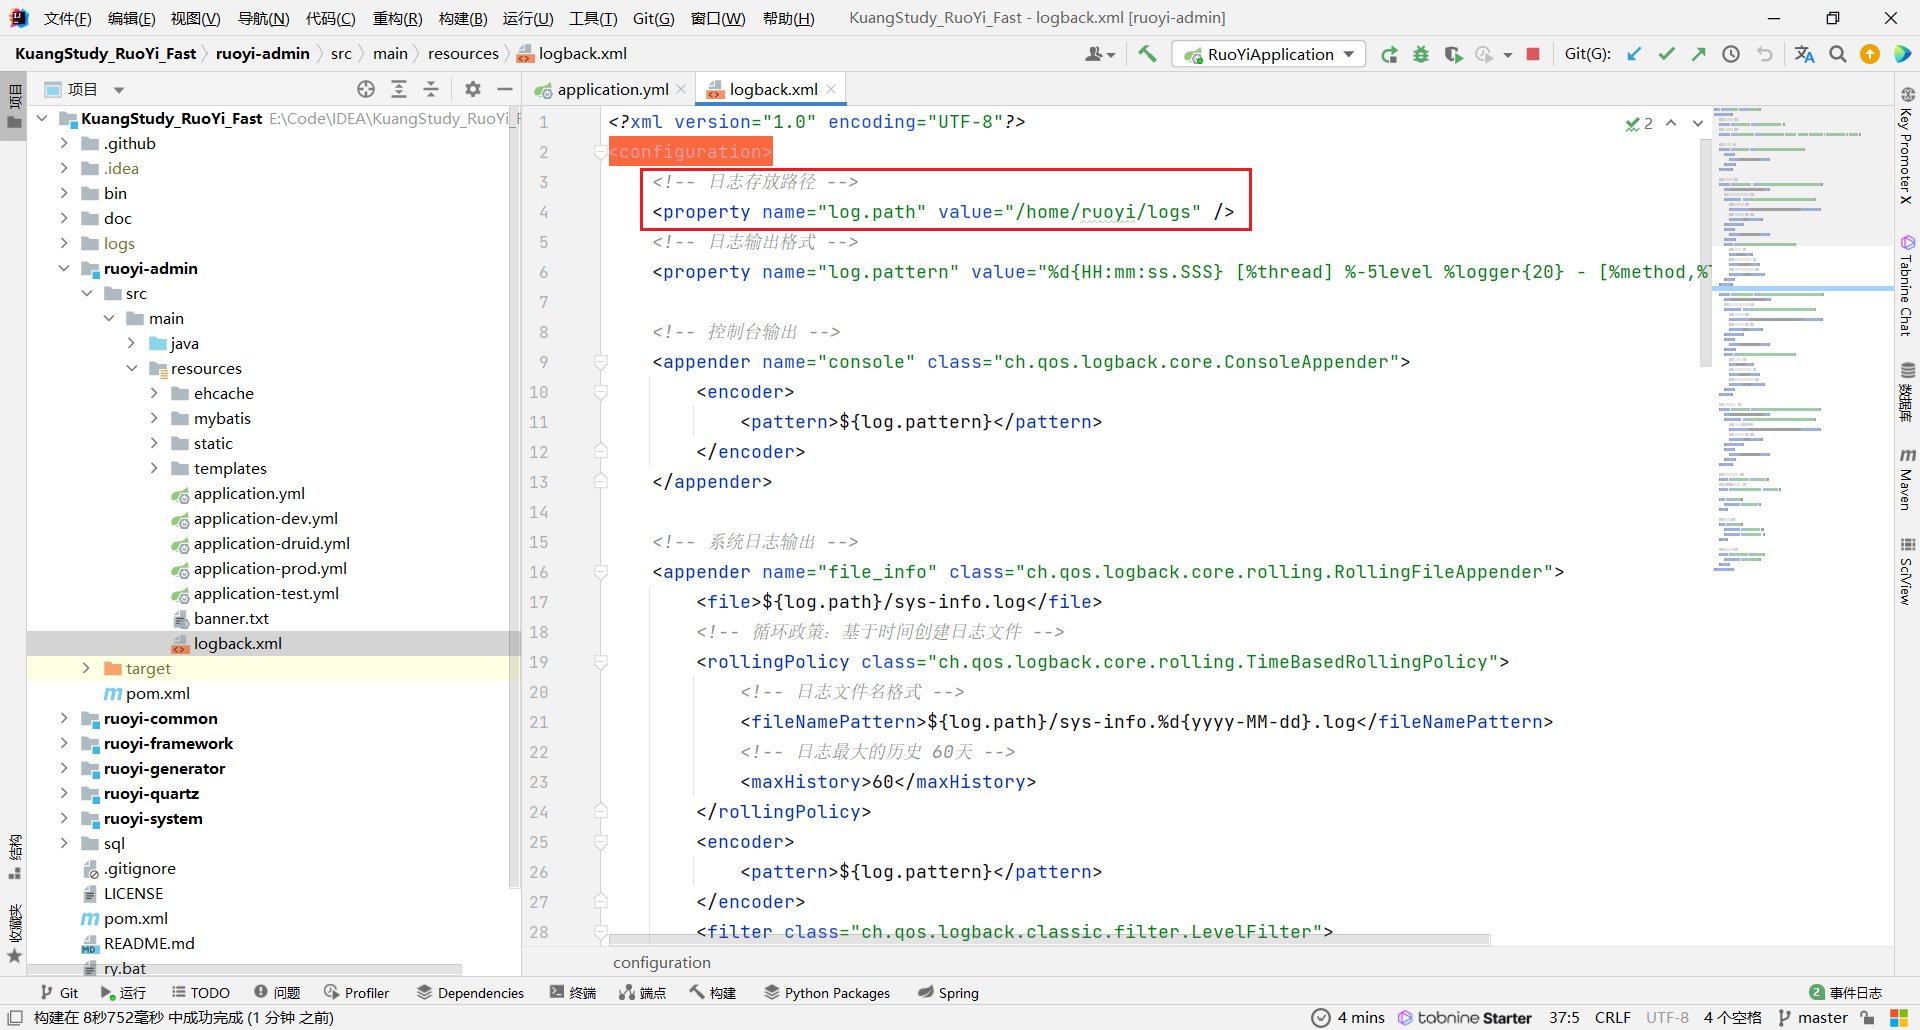 文件(F) 编辑(E) 视图(V) 导航(N) 代码(C) 重构(R) 构建(B) 运行(U) 工具(T) Git(G) 窗口(W) 帮助(H) KuangStudy_RuoYi_Fast - logback.xml [ruoyi-admin]
KuangStudy_RuoYi_Fast ruoyi-admin src main resources logback.xml RuoYiApplication Git(G):
项目 application.yml logback.xml
项目
KuangStudy_RuoYi_Fast E:\Code\IDEA\KuangStudy_RuoYi_F
.github
.idea
bin
doc
logs
ruoyi-admin
src
main
java
resources
ehcache
mybatis
static
templates
application.yml
application-dev.yml
application-druid.yml
application-prod.yml
application-test.yml
banner.txt
logback.xml
target
pom.xml
ruoyi-common
ruoyi-framework
ruoyi-generator
ruoyi-quartz
ruoyi-system
sql
.gitignore
LICENSE
pom.xml
README.md
ry.bat
结构
收藏夹
1 <?xml version="1.0" encoding="UTF-8"?>
2 <configuration>
3 <!-- 日志存放路径 -->
4 <property name="log.path" value="/home/ruoyi/logs" />
5 <!-- 日志输出格式 -->
6 <property name="log.pattern" value="%d{HH:mm:ss.SSS} [%thread] %-5level %logger{20} - [%method,%
7
8 <!-- 控制台输出 -->
9 <appender name="console" class="ch.qos.logback.core.ConsoleAppender">
10 <encoder>
11 <pattern>${log.pattern}</pattern>
12 </encoder>
13 </appender>
14
15 <!-- 系统日志输出 -->
16 <appender name="file_info" class="ch.qos.logback.core.rolling.RollingFileAppender">
17 <file>${log.path}/sys-info.log</file>
18 <!-- 循环政策：基于时间创建日志文件 -->
19 <rollingPolicy class="ch.qos.logback.core.rolling.TimeBasedRollingPolicy">
20 <!-- 日志文件名格式 -->
21 <fileNamePattern>${log.path}/sys-info.%d{yyyy-MM-dd}.log</fileNamePattern>
22 <!-- 日志最大的历史 60天 -->
23 <maxHistory>60</maxHistory>
24 </rollingPolicy>
25 <encoder>
26 <pattern>${log.pattern}</pattern>
27 </encoder>
28 <filter class="ch.qos.logback.classic.filter.LevelFilter">
2
configuration
Key Promoter X
Tabnine Chat
数据库
Maven
SciView
Git 运行 TODO 问题 Profiler Dependencies 终端 端点 构建 Python Packages Spring 2 事件日志
构建在 8秒752毫秒 中成功完成 (1 分钟 之前) 4 mins tabnine Starter 37:5 CRLF UTF-8 4 个空格 master